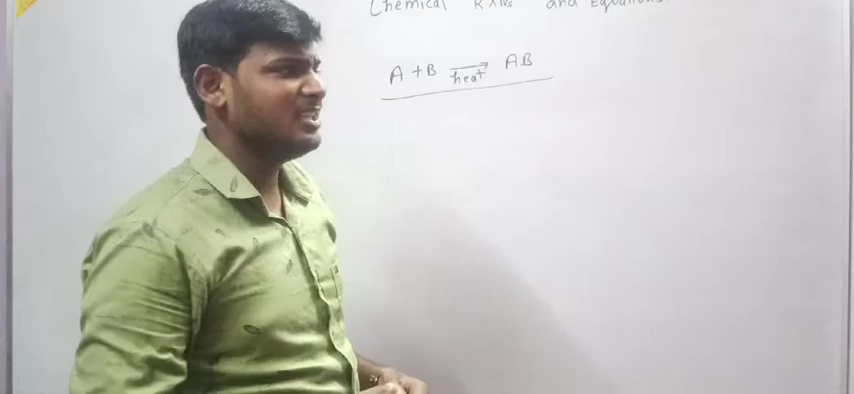 Chemical RXNs and Equations.
A + B ⟶ AB
heat